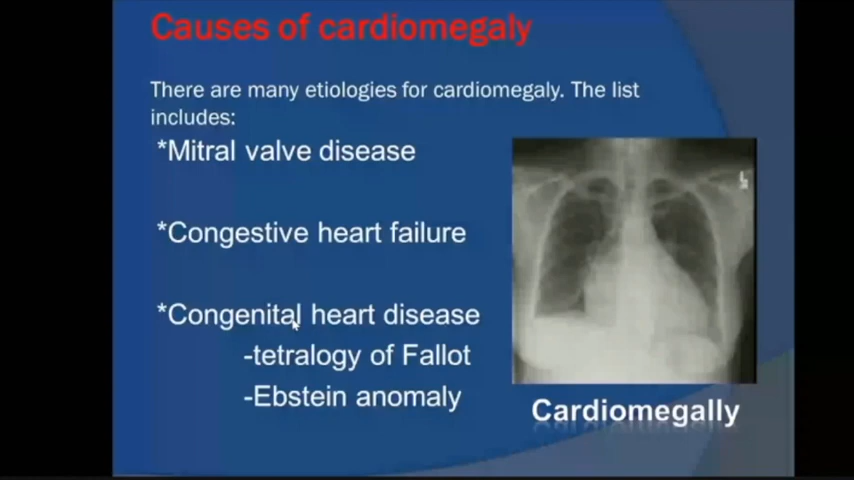 Causes of cardiomegaly
There are many etiologies for cardiomegaly. The list
includes:
*Mitral valve disease
*Congestive heart failure
*Congenital heart disease
-tetralogy of Fallot
-Ebstein anomaly
L
Cardiomegally